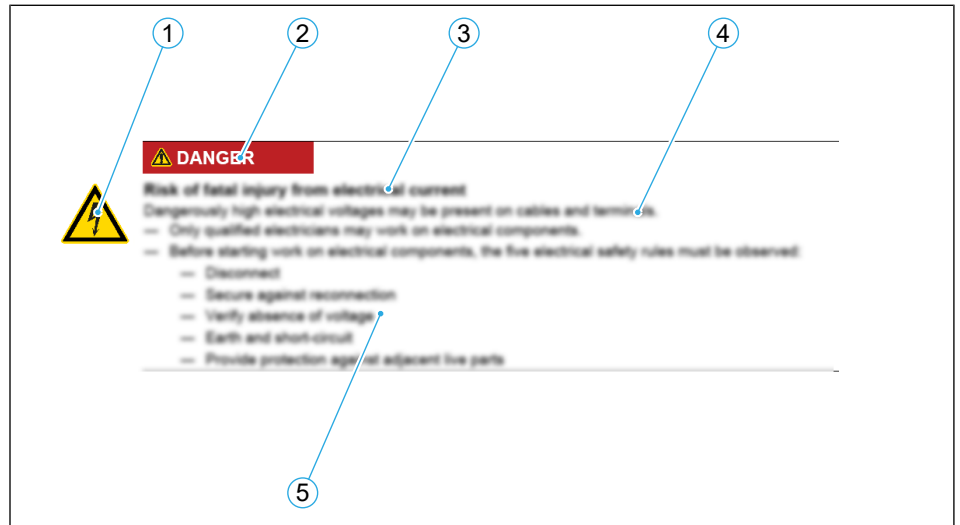 1 2 3 4
DANGER
Risk of fatal injury from electrical current
Dangerously high electrical voltages may be present on cables and terminals.
— Only qualified electricians may work on electrical components.
— Before starting work on electrical components, the five electrical safety rules must be observed:
— Disconnect
— Secure against reconnection
— Verify absence of voltage
— Earth and short-circuit
— Provide protection against adjacent live parts
5